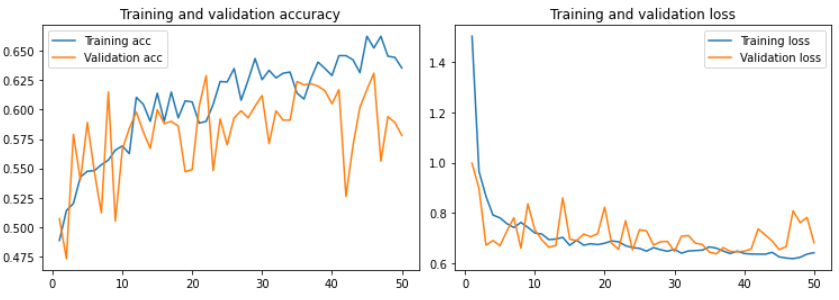 Training and validation accuracy
Training acc
Validation acc
0.650
0.625
0.600
0.575
0.550
0.525
0.500
0.475
0 10 20 30 40 50
Training and validation loss
Training loss
Validation loss
1.4
1.2
1.0
0.8
0.6
0 10 20 30 40 50